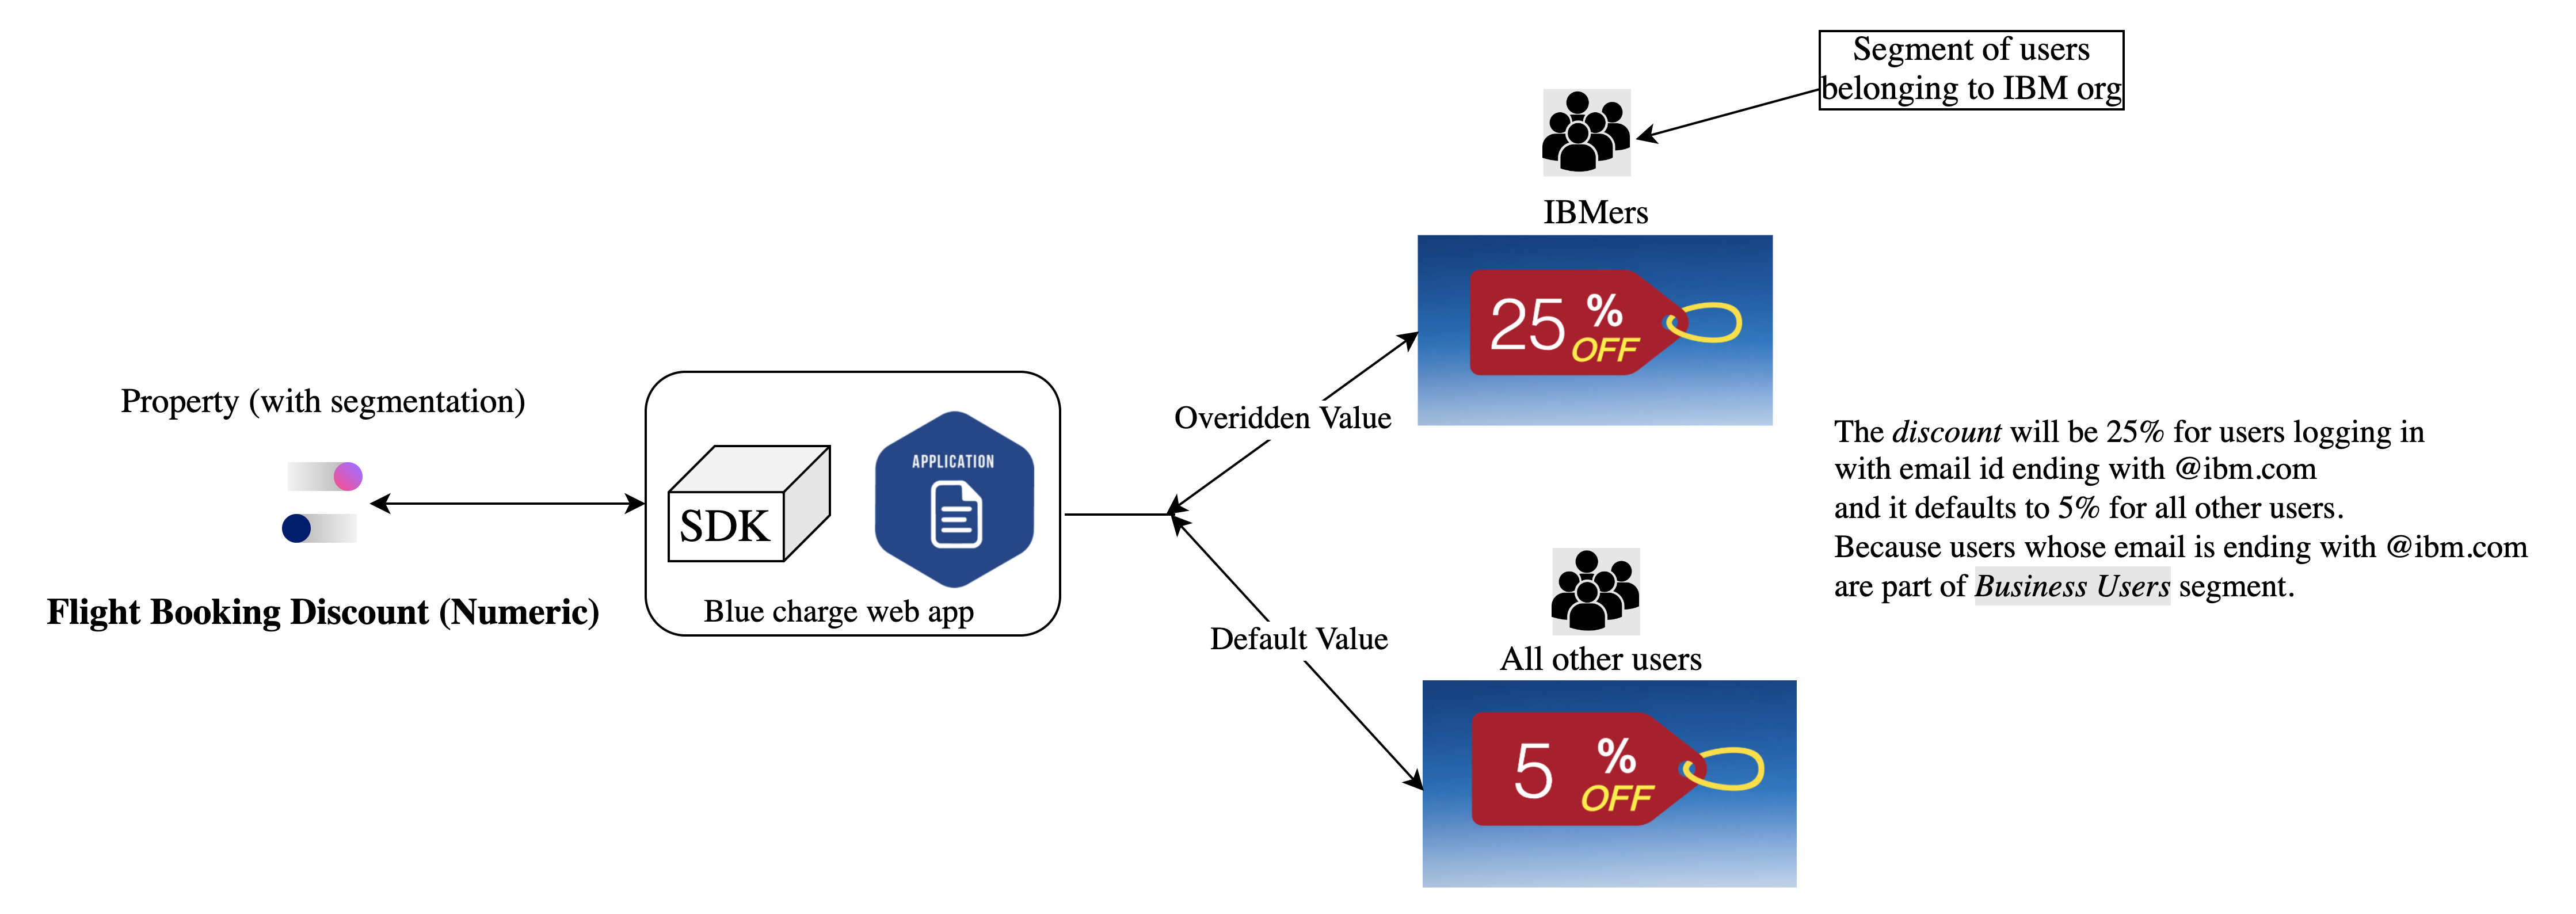 Segment of users
belonging to IBM org
IBMers
25 % OFF
Property (with segmentation)
Overidden Value
APPLICATION
SDK
Blue charge web app
Flight Booking Discount (Numeric)
The discount will be 25% for users logging in
with email id ending with @ibm.com
and it defaults to 5% for all other users.
Because users whose email is ending with @ibm.com
are part of Business Users segment.
Default Value
All other users
5 % OFF